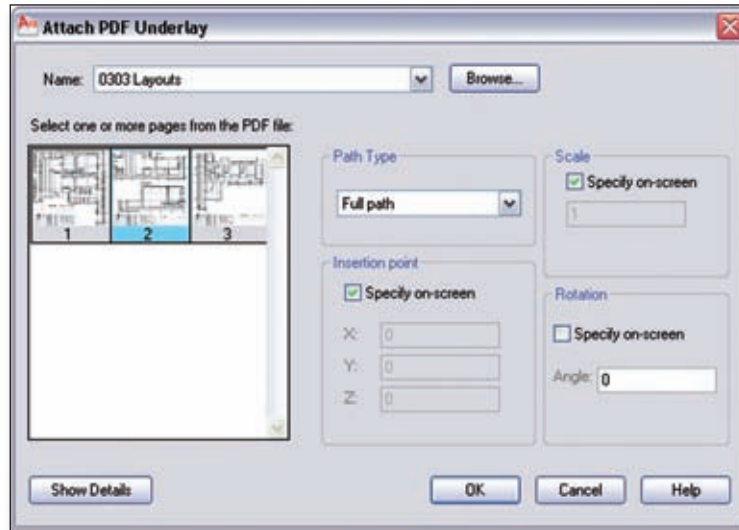 Attach PDF Underlay
Name: 0303 Layouts
Browse...
Select one or more pages from the PDF file:
1 2 3
Path Type
Full path
Insertion point
Specify on-screen
X: 0
Y: 0
Z: 0
Scale
Specify on-screen
1
Rotation
Specify on-screen
Angle: 0
Show Details
OK
Cancel
Help